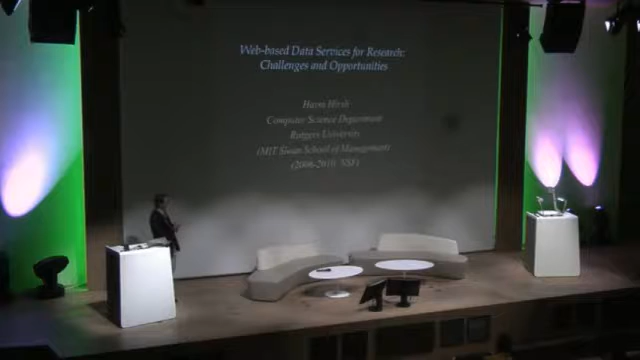 Web-based Data Services for Research:
Challenges and Opportunities
Haym Hirsh
Computer Science Department
Rutgers University
(MIT Sloan School of Management)
(2006-2010 NSF)